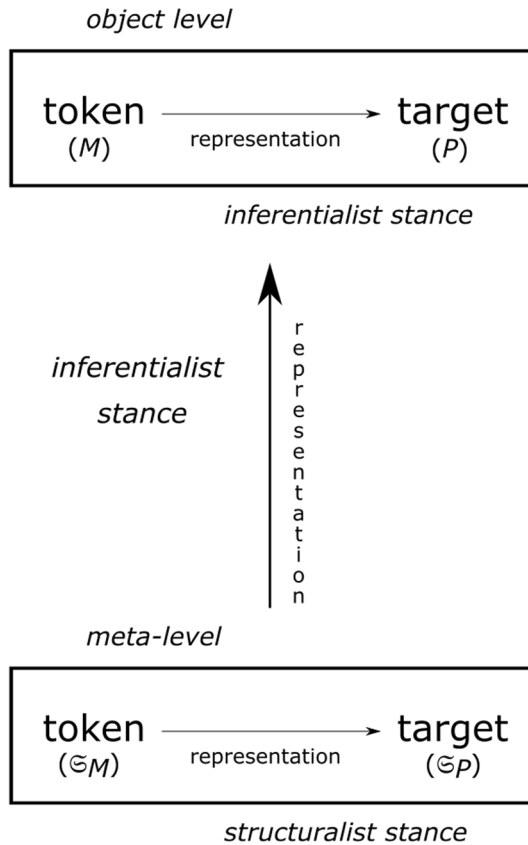 object level
token target
representation
(M) (P)
inferentialist stance
inferentialist
stance
representation
meta-level
token target
representation
(𝔖M) (𝔖P)
structuralist stance